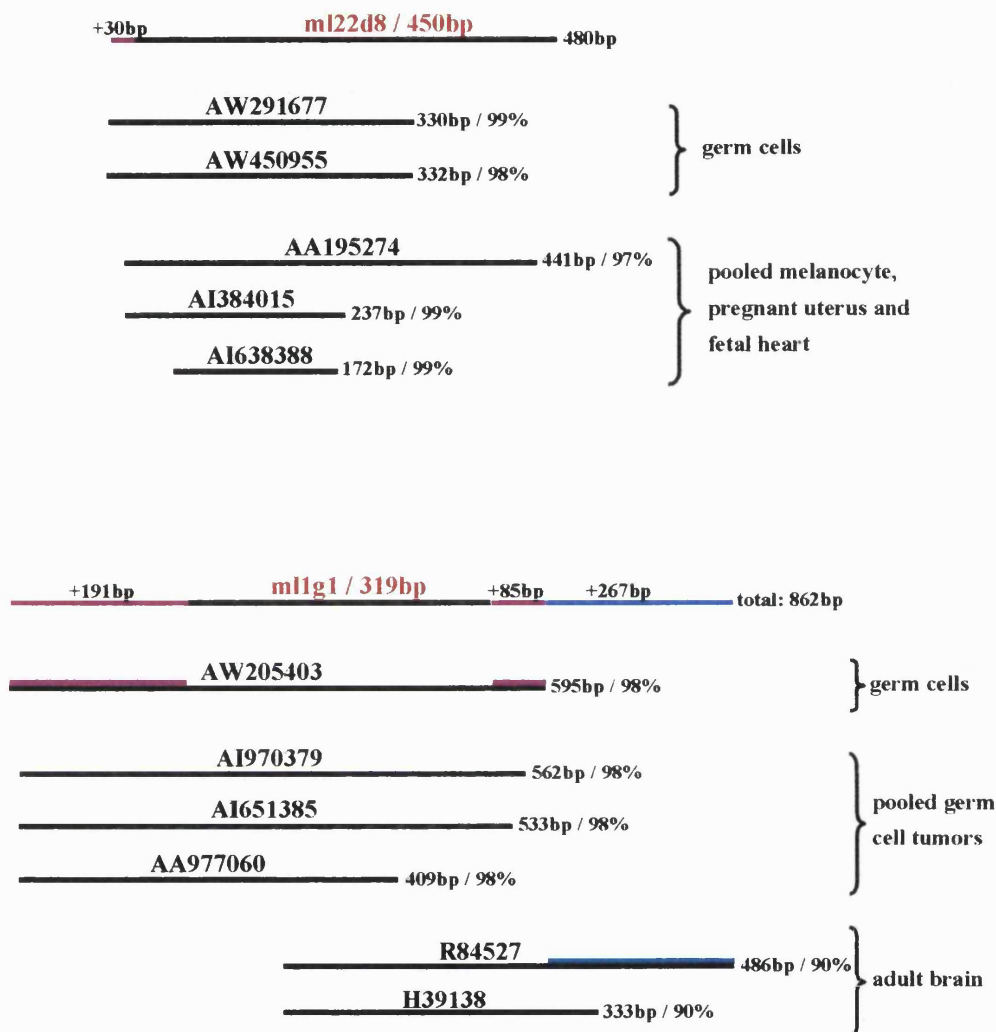 +30bp ml22d8 / 450bp 480bp
AW291677
330bp / 99%
germ cells
AW450955
332bp / 98%
AA195274
441bp / 97%
pooled melanocyte,
AI384015
237bp / 99%
pregnant uterus and
fetal heart
AI638388
172bp / 99%
+191bp ml1g1 / 319bp +85bp +267bp total: 862bp
AW205403
595bp / 98%
germ cells
AI970379
562bp / 98%
AI651385
533bp / 98%
pooled germ
cell tumors
AA977060
409bp / 98%
R84527
486bp / 90%
adult brain
H39138
333bp / 90%